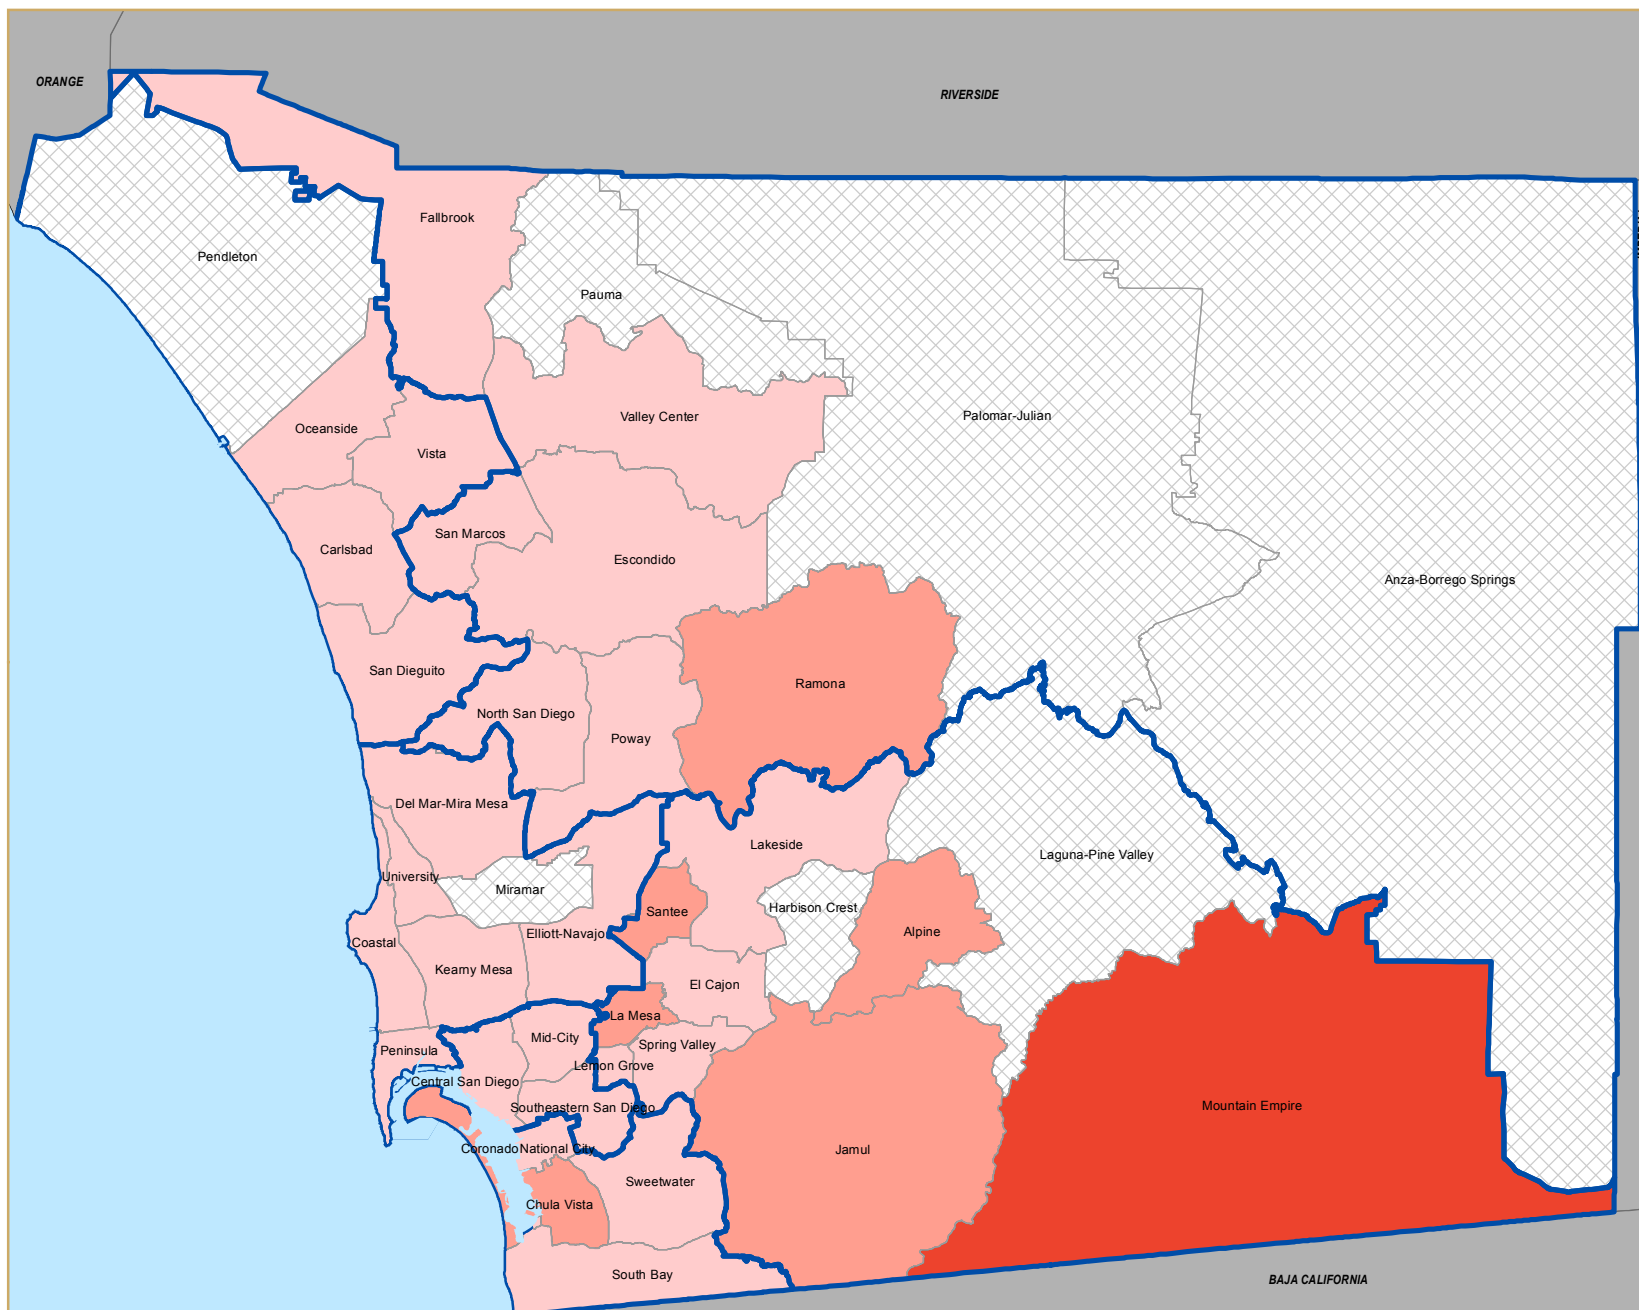 ORANGE
RIVERSIDE
Fallbrook
Pendleton
Pauma
Palomar-Julian
Valley Center
Oceanside
Vista
San Marcos
Carlsbad
Escondido
Anza-Borrego Springs
San Dieguito
Ramona
North San Diego
Poway
Del Mar-Mira Mesa
Lakeside
Laguna-Pine Valley
University
Miramar
Santee
Harbison Crest
Alpine
Elliott-Navajo
Coastal
Kearny Mesa
El Cajon
La Mesa
Mid-City
Spring Valley
Peninsula
Lemon Grove
Central San Diego
Southeastern San Diego
Mountain Empire
Coronado
National City
Jamul
Sweetwater
Chula Vista
South Bay
BAJA CALIFORNIA